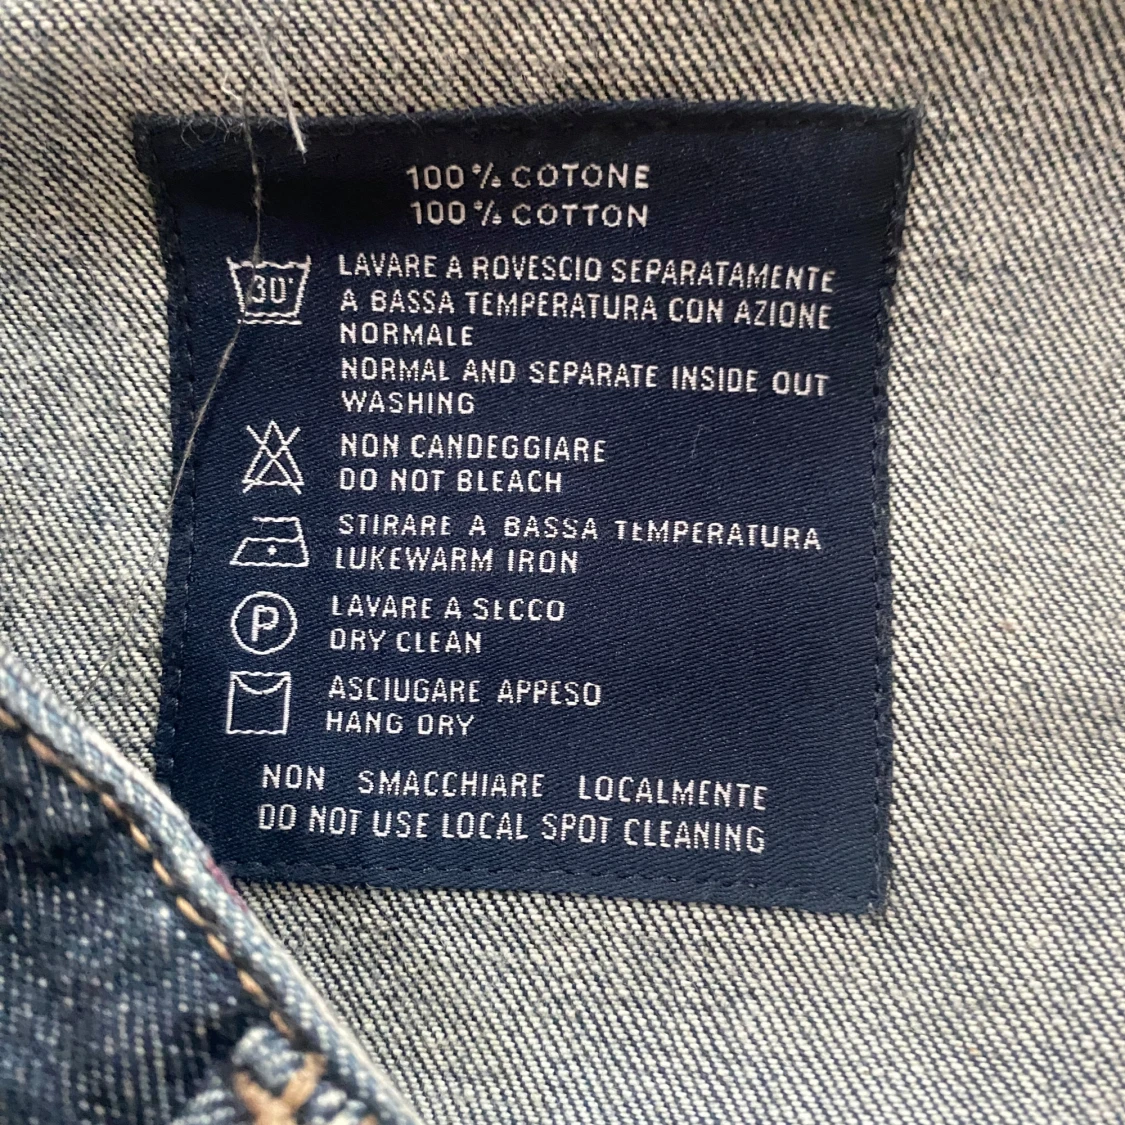 100% COTONE
100% COTTON
30°
LAVARE A ROVESCIO SEPARATAMENTE
A BASSA TEMPERATURA CON AZIONE
NORMALE
NORMAL AND SEPARATE INSIDE OUT
WASHING
NON CANDEGGIARE
DO NOT BLEACH
STIRARE A BASSA TEMPERATURA
LUKEWARM IRON
P
LAVARE A SECCO
DRY CLEAN
ASCIUGARE APPESO
HANG DRY
NON SMACCHIARE LOCALMENTE
DO NOT USE LOCAL SPOT CLEANING